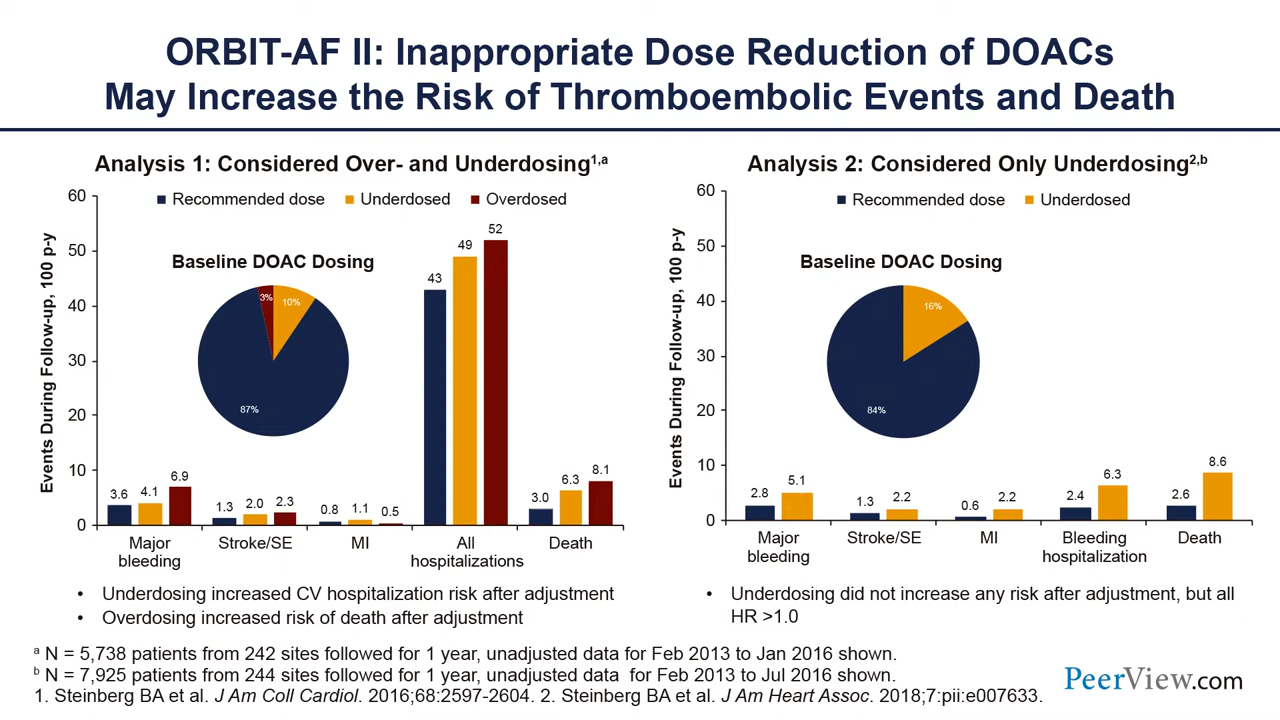 ORBIT-AF II: Inappropriate Dose Reduction of DOACs
May Increase the Risk of Thromboembolic Events and Death
Analysis 1: Considered Over- and Underdosing1,a
Recommended dose Underdosed Overdosed
Events During Follow-up, 100 p-y
60
50
40
30
20
10
0
Baseline DOAC Dosing
3% 10%
87%
3.6 4.1 6.9
1.3 2.0 2.3
0.8 1.1 0.5
43 49 52
3.0 6.3 8.1
Major
bleeding
Stroke/SE
MI
All
hospitalizations
Death
• Underdosing increased CV hospitalization risk after adjustment
• Overdosing increased risk of death after adjustment
Analysis 2: Considered Only Underdosing2,b
Recommended dose Underdosed
Events During Follow-up, 100 p-y
60
50
40
30
20
10
0
Baseline DOAC Dosing
16%
84%
2.8 5.1
1.3 2.2
0.6 2.2
2.4 6.3
2.6 8.6
Major
bleeding
Stroke/SE
MI
Bleeding
hospitalization
Death
• Underdosing did not increase any risk after adjustment, but all
HR >1.0
a N = 5,738 patients from 242 sites followed for 1 year, unadjusted data for Feb 2013 to Jan 2016 shown.
b N = 7,925 patients from 244 sites followed for 1 year, unadjusted data for Feb 2013 to Jul 2016 shown.
1. Steinberg BA et al. J Am Coll Cardiol. 2016;68:2597-2604. 2. Steinberg BA et al. J Am Heart Assoc. 2018;7:pii:e007633.
PeerView.com